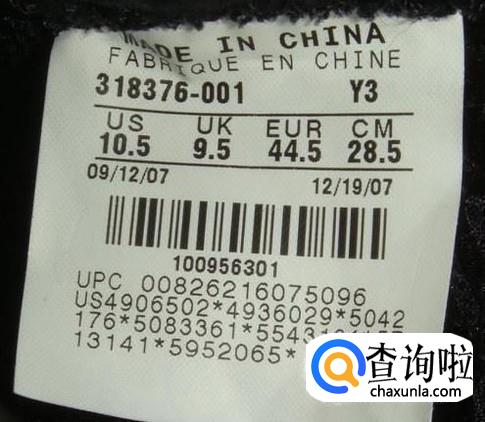 MADE IN CHINA
FABRIQUE EN CHINE
318376-001 Y3
US UK EUR CM
10.5 9.5 44.5 28.5
09/12/07 12/19/07
100956301
UPC 00826216075096
US4906502*4936029*5042
176*5083361*5543194
13141*5952065*
查询啦
chaxunla.com